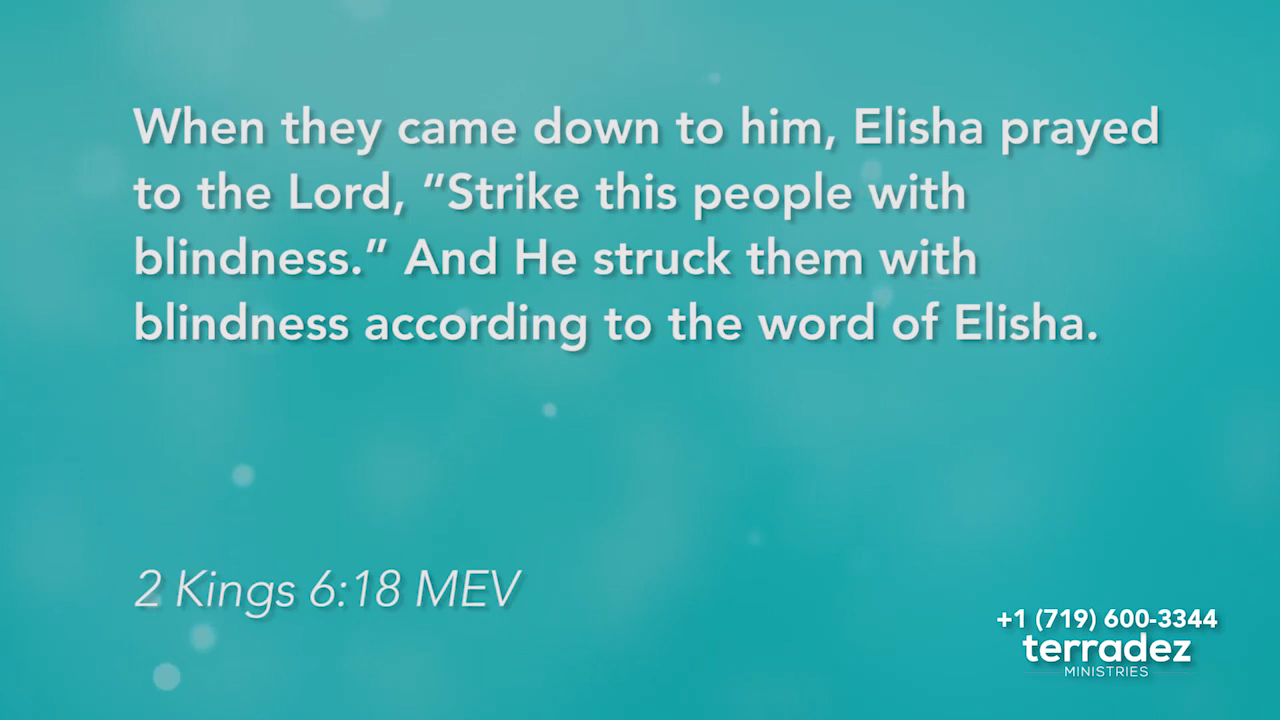 When they came down to him, Elisha prayed
to the Lord, “Strike this people with
blindness.” And He struck them with
blindness according to the word of Elisha.
2 Kings 6:18 MEV
+1 (719) 600-3344
terradez
MINISTRIES